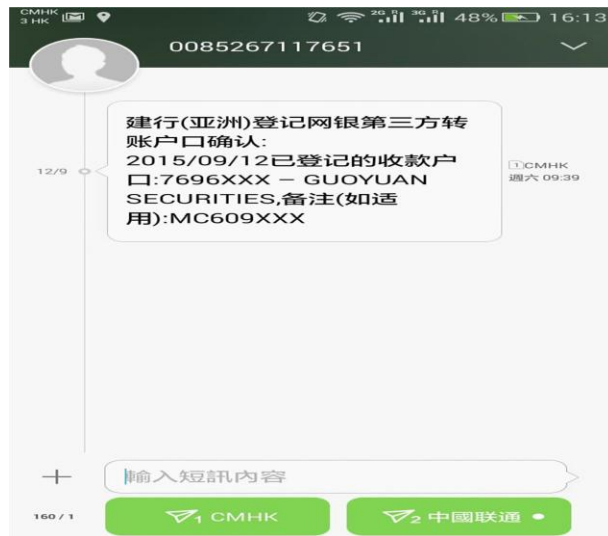 CMHK
3 HK
2G R 3G R 48% 16:13
0085267117651
建行(亚洲)登记网银第三方转
账户口确认:
2015/09/12已登记的收款户
口:7696XXX – GUOYUAN
SECURITIES,备注(如适
用):MC609XXX
12/9
1 CMHK
週六 09:39
輸入短訊内容
160 / 1
1 CMHK
2 中國联通